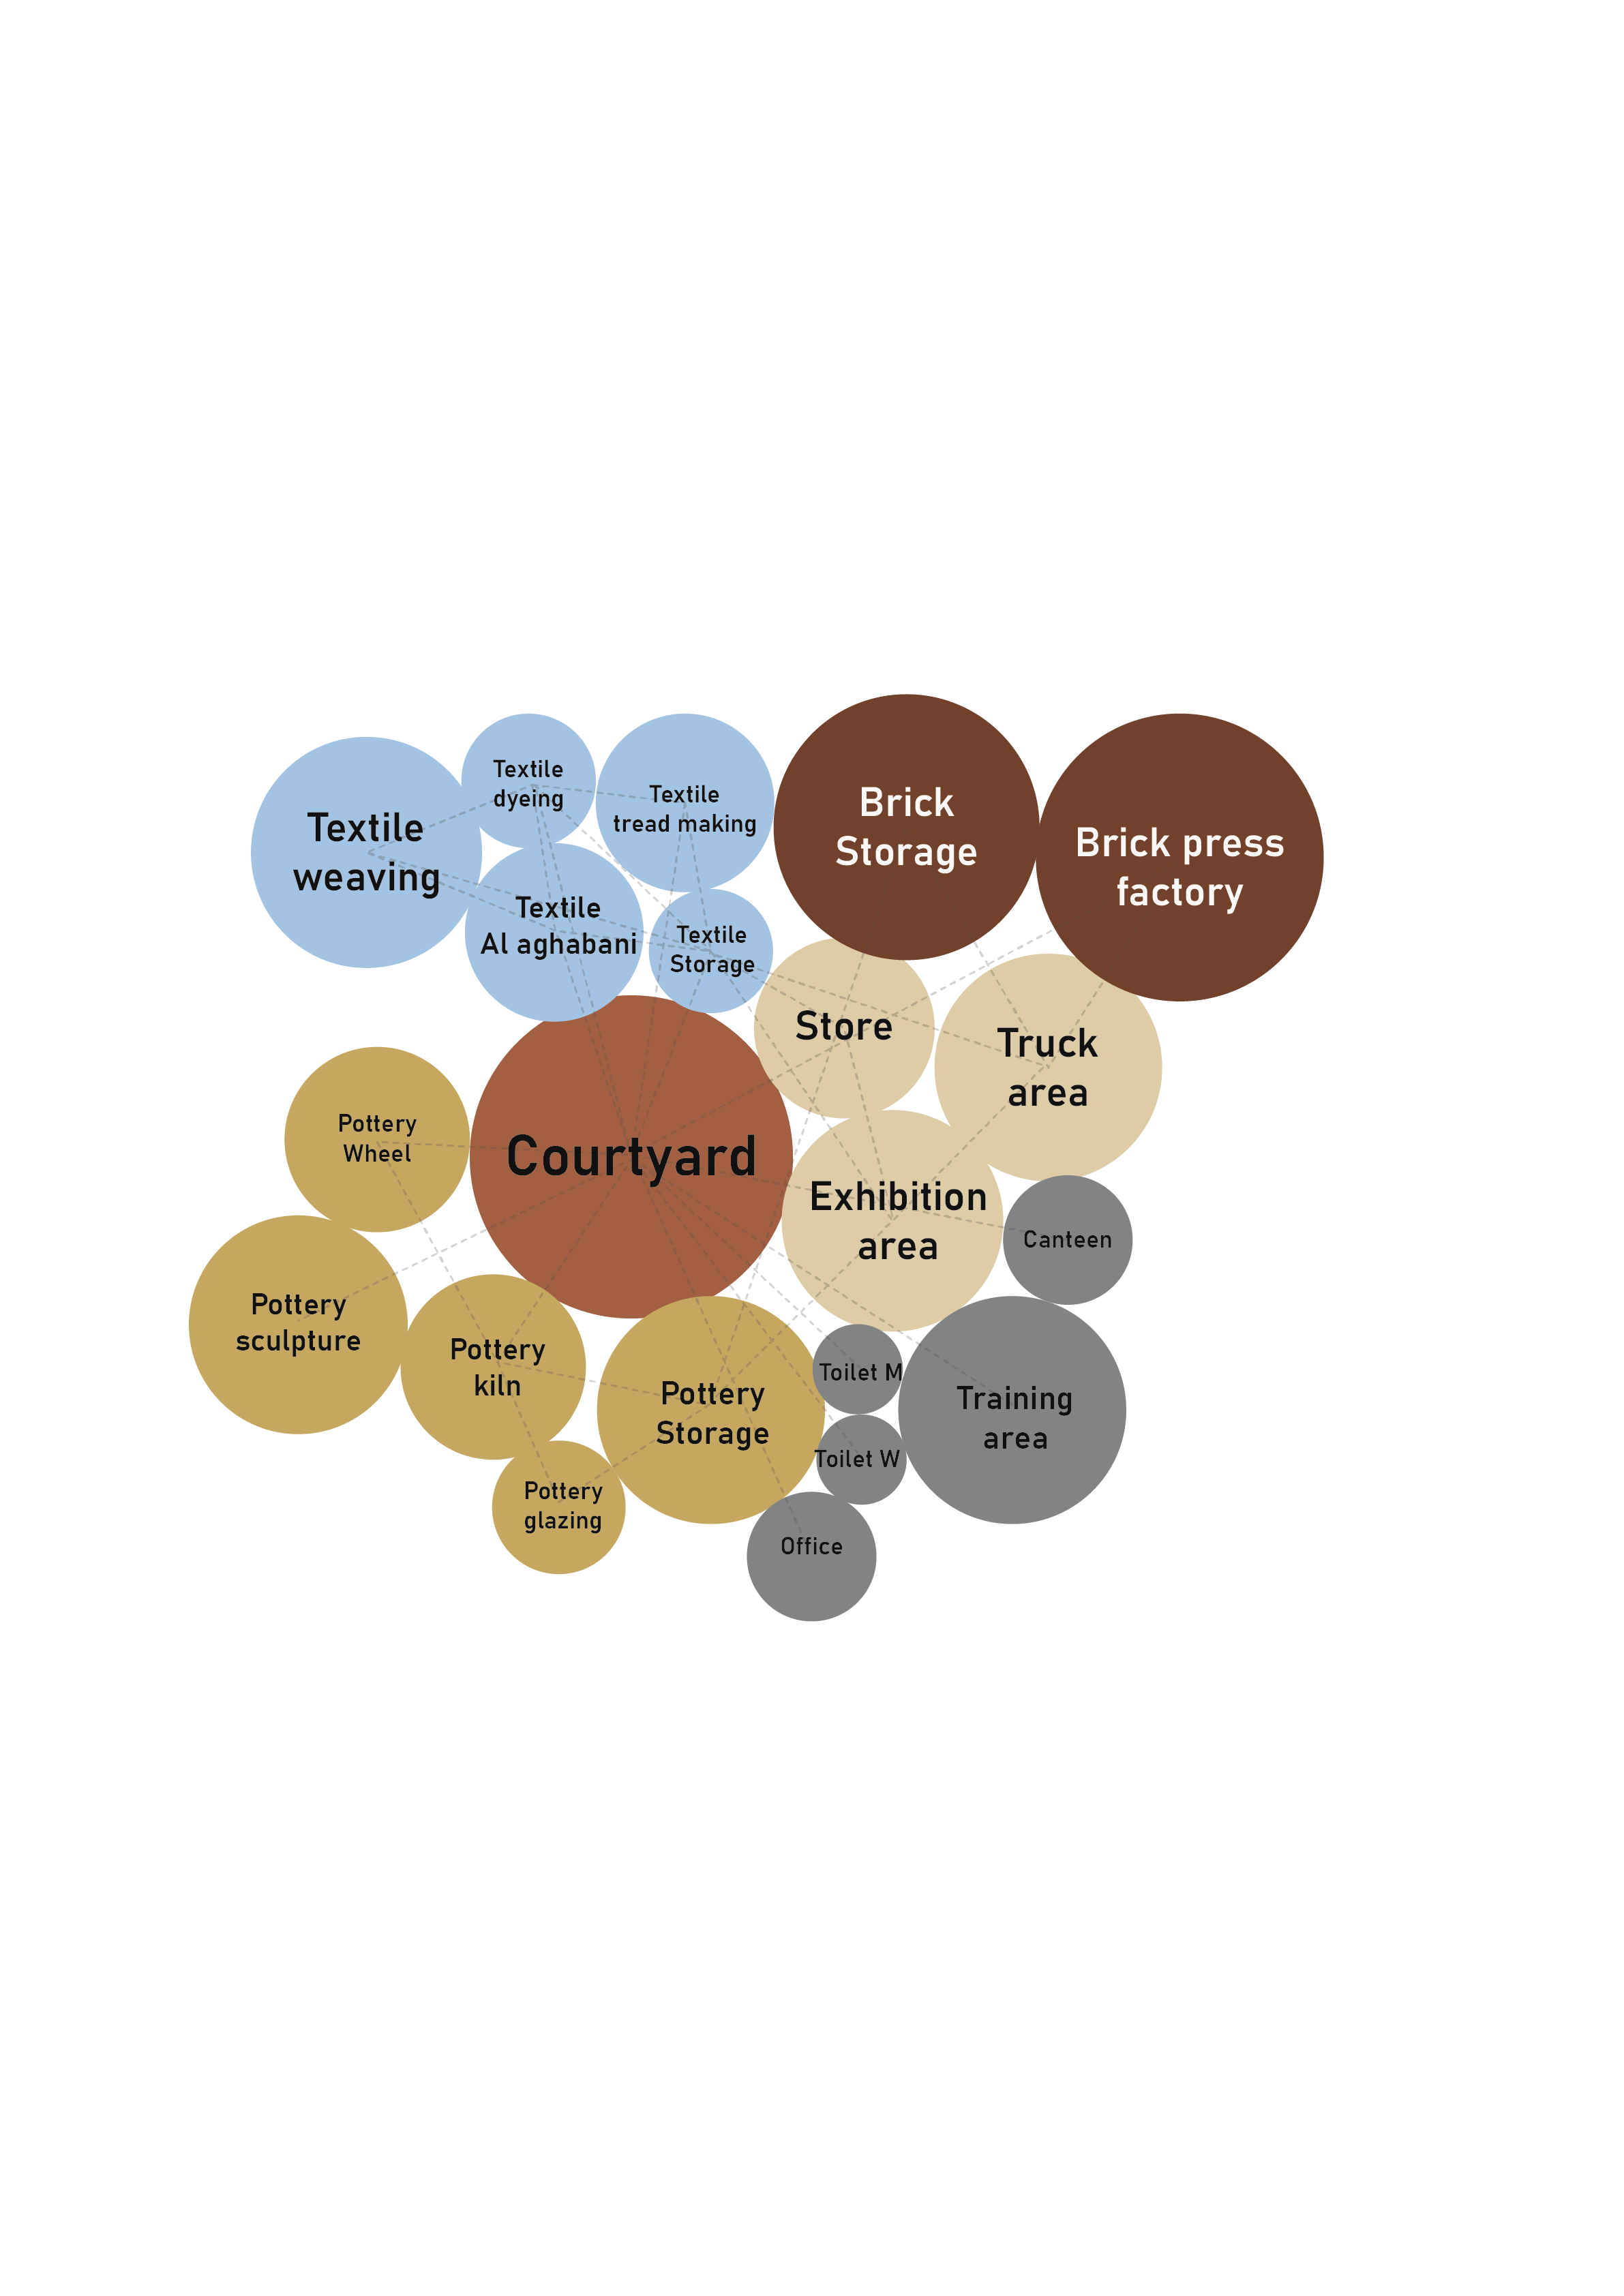 Textile
dyeing
Textile
tread making
Textile
weaving
Brick
Storage
Brick press
factory
Textile
Al aghabani
Textile
Storage
Store
Truck
area
Pottery
Wheel
Courtyard
Exhibition
area
Canteen
Pottery
sculpture
Pottery
kiln
Pottery
Storage
Toilet M
Training
area
Toilet W
Pottery
glazing
Office